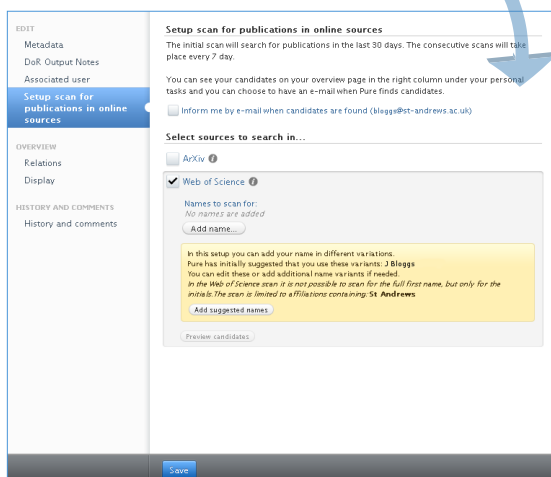 EDIT
Metadata
DoR Output Notes
Associated user
Setup scan for
publications in online
sources
OVERVIEW
Relations
Display
HISTORY AND COMMENTS
History and comments
Setup scan for publications in online sources
The initial scan will search for publications in the last 30 days. The consecutive scans will take
place every 7 day.
You can see your candidates on your overview page in the right column under your personal
tasks and you can choose to have an e-mail when Pure finds candidates.
Inform me by e-mail when candidates are found (bloggs@st-andrews.ac.uk)
Select sources to search in...
ArXiv i
Web of Science i
Names to scan for:
No names are added
Add name...
In this setup you can add your name in different variations.
Pure has initially suggested that you use these variants: J Bloggs
You can edit these or add additional name variants if needed.
In the Web of Science scan it is not possible to scan for the full first name, but only for the
initials.The scan is limited to affiliations containing:St Andrews
Add suggested names
Preview candidates
Save